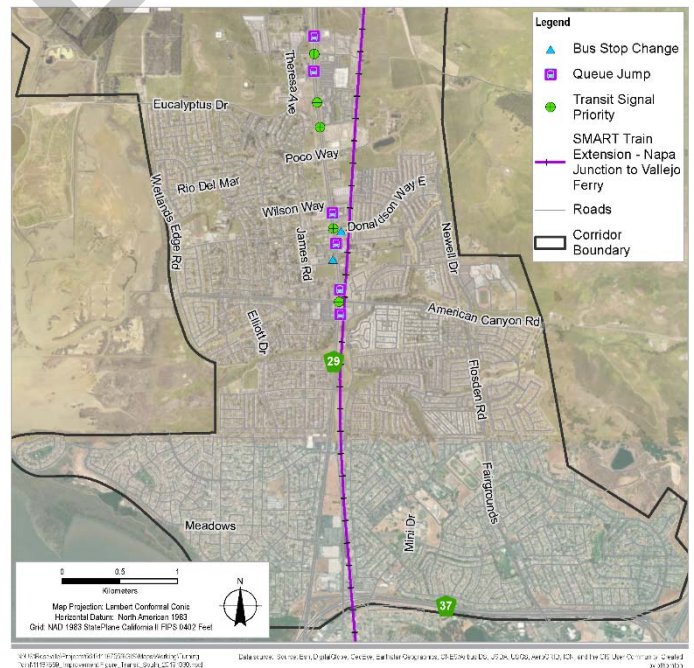 Legend
Bus Stop Change
Queue Jump
Transit Signal
Priority
SMART Train
Extension - Napa
Junction to Vallejo
Ferry
Roads
Corridor
Boundary
Theresa Ave
Eucalyptus Dr
Poco Way
Rio Del Mar
Wetlands Edge Rd
Wilson Way
Donaldson Way E
James Rd
Newell Dr
American Canyon Rd
Elliott Dr
29
Flosden Rd
Fairgrounds
Meadows
Mini Dr
37
0 0.5 1
Kilometers
Map Projection: Lambert Conformal Conic
Horizontal Datum: North American 1983
Grid: NAD 1983 StatePlane California II FIPS 0402 Feet
N